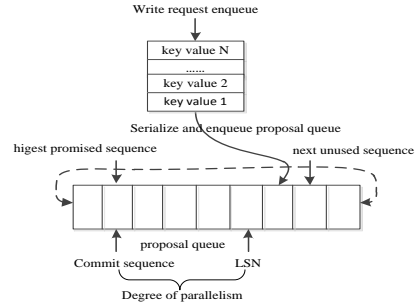 Write request enqueue
key value N
......
key value 2
key value 1
Serialize and enqueue proposal queue
higest promised sequence
next unused sequence
proposal queue
Commit sequence
LSN
Degree of parallelism